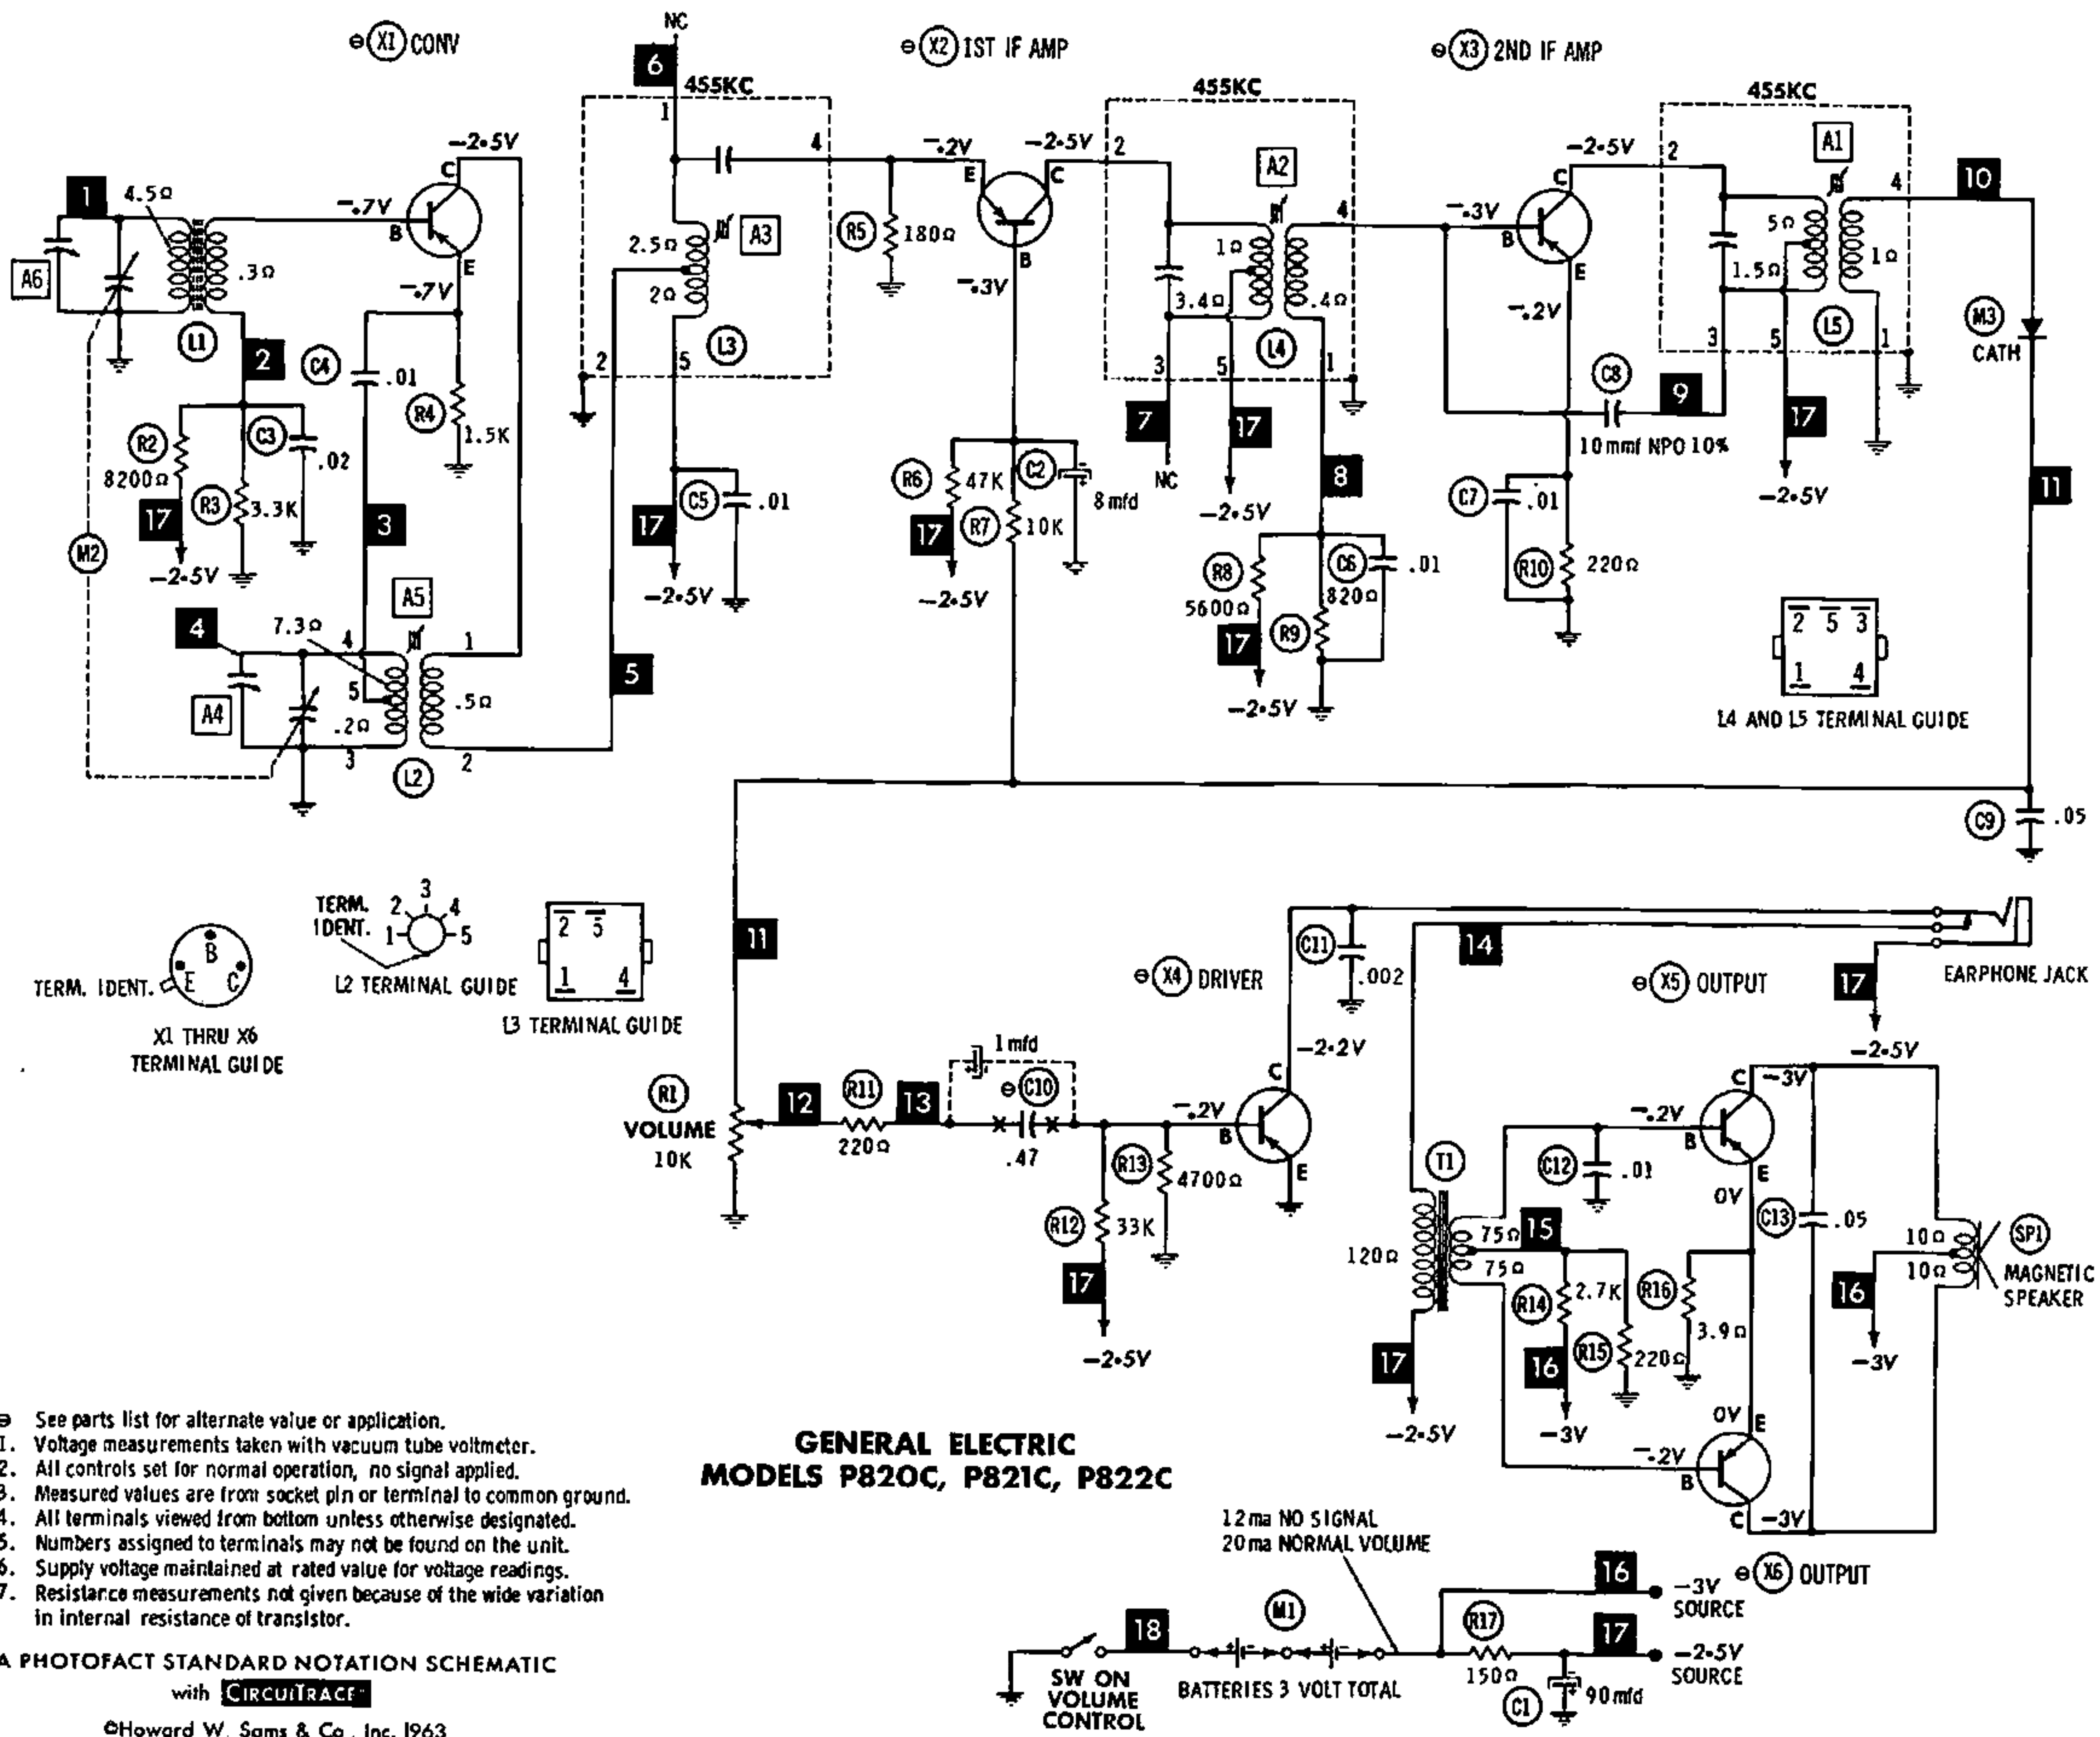 ⊖ X1 CONV
NC
6
455KC
⊖ X2 1ST IF AMP
455KC
⊖ X3 2ND IF AMP
455KC
1
4
-.2V
-2.5V
2
A2
-2.5V
2
A1
4
10
-2.5V
C
E
C
C
1
4.5Ω
-.7V
B
E
2.5Ω
A3
R5
180Ω
B
1Ω
4
-.3V
B
E
5Ω
1Ω
A6
.3Ω
-.7V
2Ω
-.3V
3.4Ω
.4Ω
-.2V
1.5Ω
M3
CATH
L1
2
C4
.01
R4
1.5K
2
5
L3
3
5
L4
1
C8
9
3
5
L5
1
R2
8200Ω
C3
.02
R3
3.3K
17
-2.5V
3
17
C5
.01
-2.5V
R6
47K
C2
8 mfd
R7
10K
17
-2.5V
7
NC
17
-2.5V
8
10 mmf NPO 10%
17
-2.5V
11
M2
C7
.01
R10
220Ω
R8
5600Ω
C6
.01
820Ω
R9
17
-2.5V
A5
4
7.3Ω
4
1
5
.5Ω
A4
.2Ω
3
2
L2
5
2 5 3
1 4
L4 AND L5 TERMINAL GUIDE
C9
.05
TERM. IDENT.
B
E C
X1 THRU X6
TERMINAL GUIDE
TERM.
IDENT.
1 2 3 4 5
L2 TERMINAL GUIDE
2 5
1 4
L3 TERMINAL GUIDE
11
⊖ X4 DRIVER
C11
.002
14
⊖ X5 OUTPUT
17
EARPHONE JACK
-2.5V
R1
VOLUME
10K
12
R11
220Ω
13
1 mfd
⊖ C10
.47
-.2V
B
C
-2.2V
E
R13
4700Ω
R12
33K
17
-2.5V
T1
120Ω
75Ω
15
75Ω
17
-2.5V
C12
.01
-.2V
B
C
-3V
E
0V
C13
.05
R14
2.7K
16
-3V
R15
220Ω
R16
3.9Ω
10Ω
10Ω
16
-3V
SP1
MAGNETIC
SPEAKER
0V
E
-.2V
B
C
-3V
⊖ X6 OUTPUT
⊖ See parts list for alternate value or application.
1. Voltage measurements taken with vacuum tube voltmeter.
2. All controls set for normal operation, no signal applied.
3. Measured values are from socket pin or terminal to common ground.
4. All terminals viewed from bottom unless otherwise designated.
5. Numbers assigned to terminals may not be found on the unit.
6. Supply voltage maintained at rated value for voltage readings.
7. Resistance measurements not given because of the wide variation
in internal resistance of transistor.
A PHOTOFACT STANDARD NOTATION SCHEMATIC
with CIRCUITRACE
©Howard W. Sams & Co., Inc. 1963
GENERAL ELECTRIC
MODELS P820C, P821C, P822C
12 ma NO SIGNAL
20 ma NORMAL VOLUME
SW ON
VOLUME
CONTROL
18
M1
BATTERIES 3 VOLT TOTAL
16
-3V
SOURCE
R17
150Ω
17
-2.5V
SOURCE
C1
90 mfd